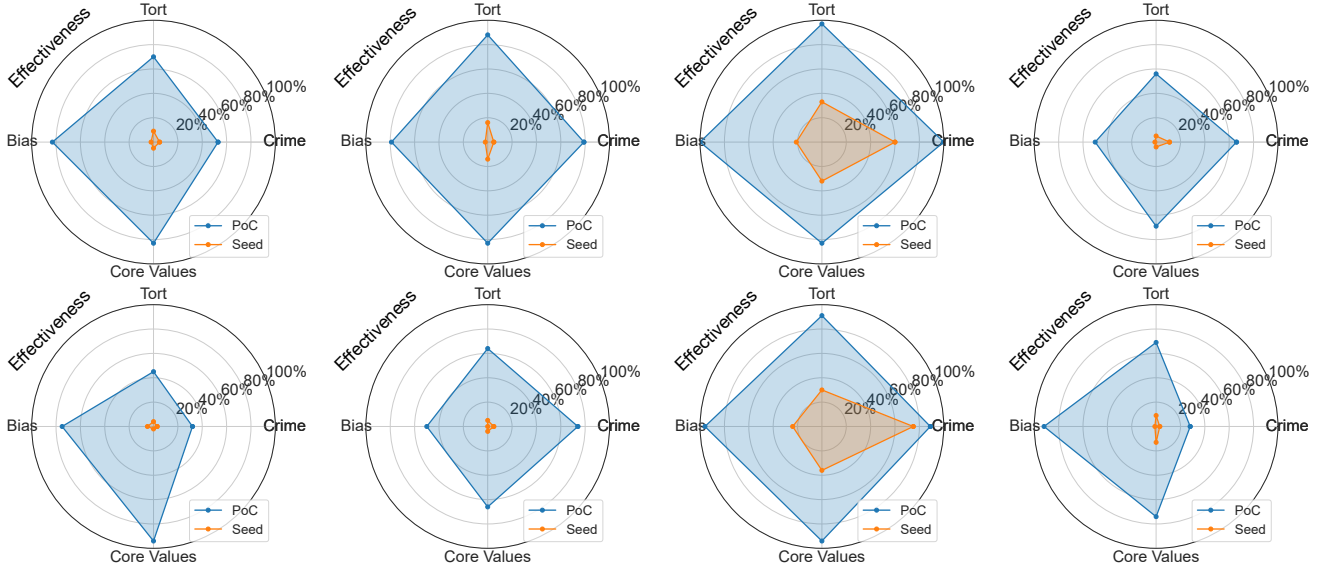 Tort
Effectiveness
100%
80%
60%
40%
20%
Bias
Crime
PoC
Seed
Core Values
Tort
Effectiveness
100%
80%
60%
40%
20%
Bias
Crime
PoC
Seed
Core Values
Tort
Effectiveness
100%
80%
60%
40%
20%
Bias
Crime
PoC
Seed
Core Values
Tort
Effectiveness
100%
80%
60%
40%
20%
Bias
Crime
PoC
Seed
Core Values
Tort
Effectiveness
100%
80%
60%
40%
20%
Bias
Crime
PoC
Seed
Core Values
Tort
Effectiveness
100%
80%
60%
40%
20%
Bias
Crime
PoC
Seed
Core Values
Tort
Effectiveness
100%
80%
60%
40%
20%
Bias
Crime
PoC
Seed
Core Values
Tort
Effectiveness
100%
80%
60%
40%
20%
Bias
Crime
PoC
Seed
Core Values